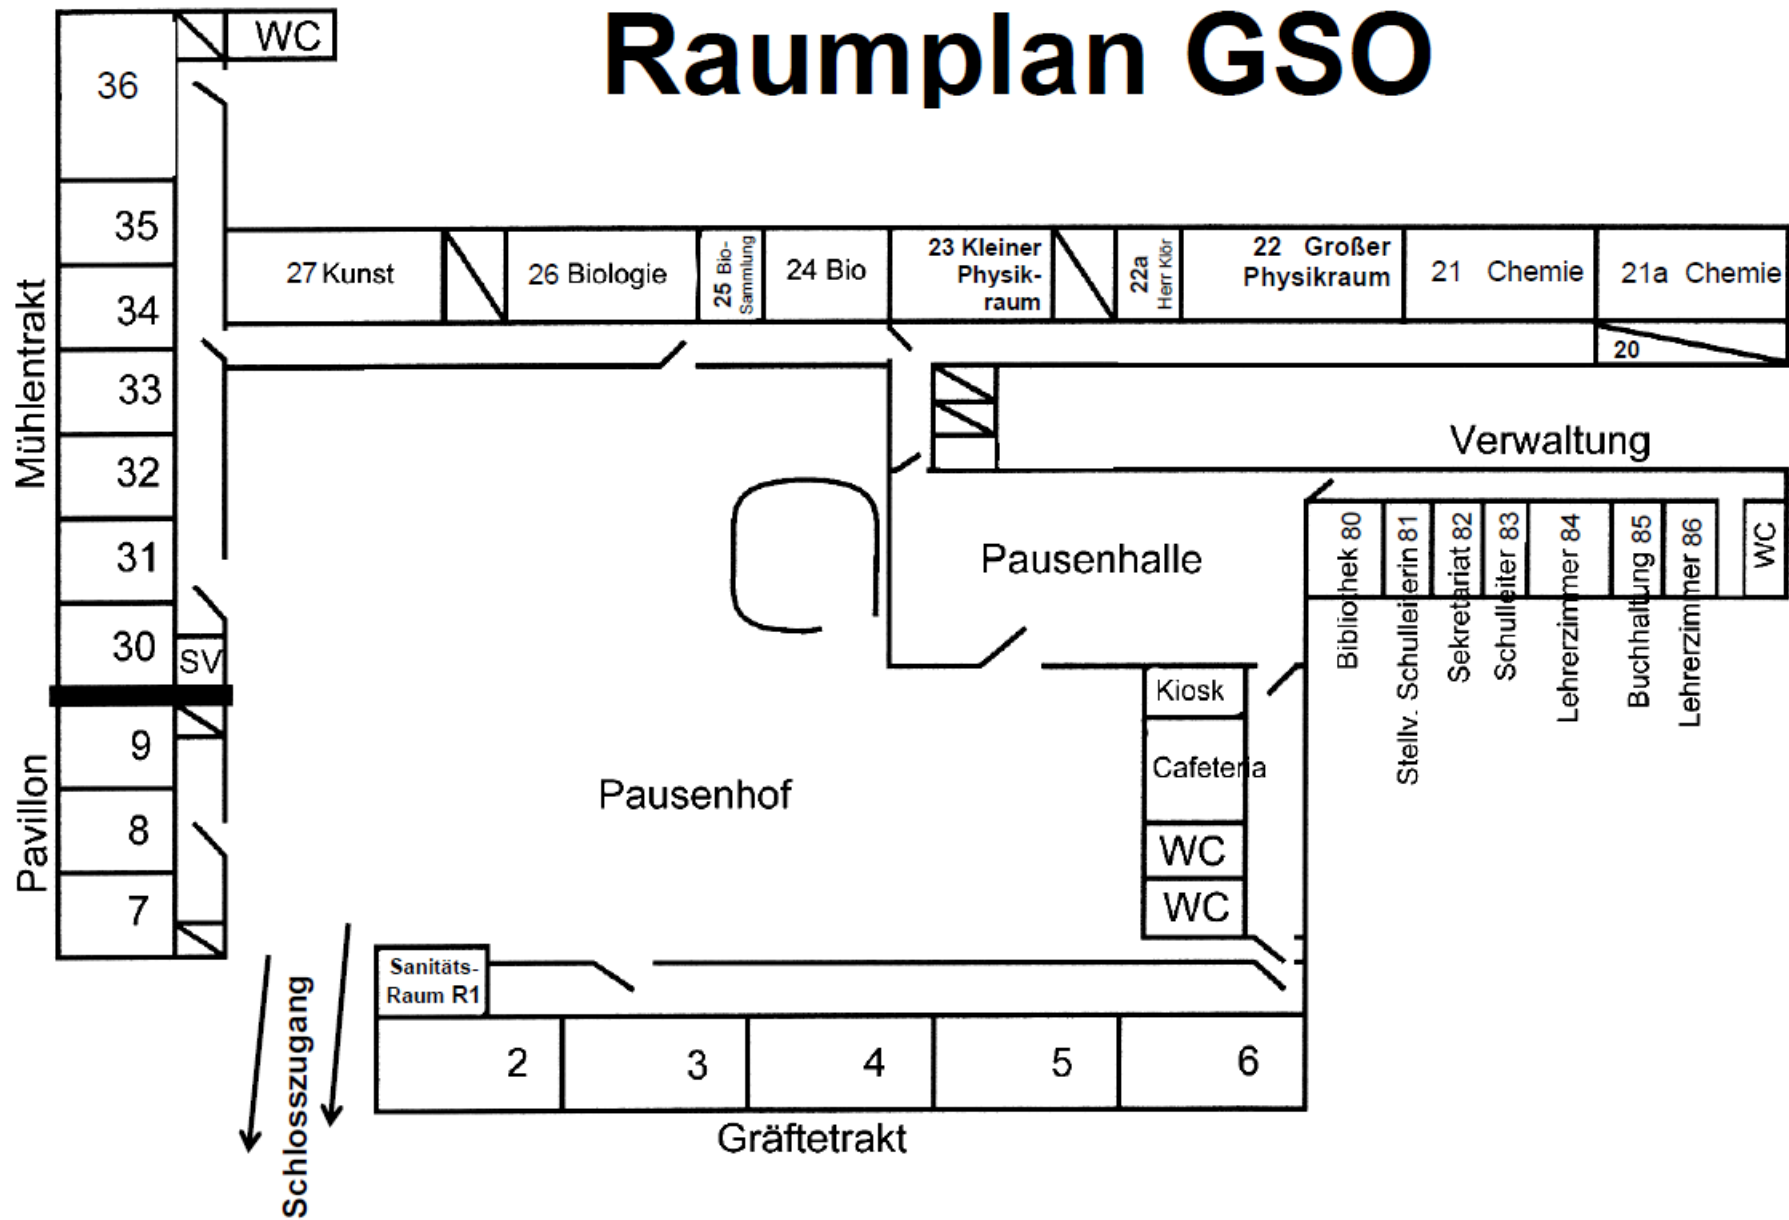 Raumplan GSO
WC
36
35
34
33
32
31
30
SV
Mühlentrakt
27 Kunst
26 Biologie
25 Bio-
Sammlung
24 Bio
23 Kleiner
Physik-
raum
22a
Herr Klör
22 Großer
Physikraum
21 Chemie
21a Chemie
20
Verwaltung
Bibliothek 80
Stellv. Schulleiterin 81
Sekretariat 82
Schulleiter 83
Lehrerzimmer 84
Buchhaltung 85
Lehrerzimmer 86
WC
Pausenhalle
Kiosk
Cafeteria
WC
WC
Pausenhof
9
8
7
Pavillon
Schlosszugang
Sanitäts-
Raum R1
2
3
4
5
6
Gräftetrakt